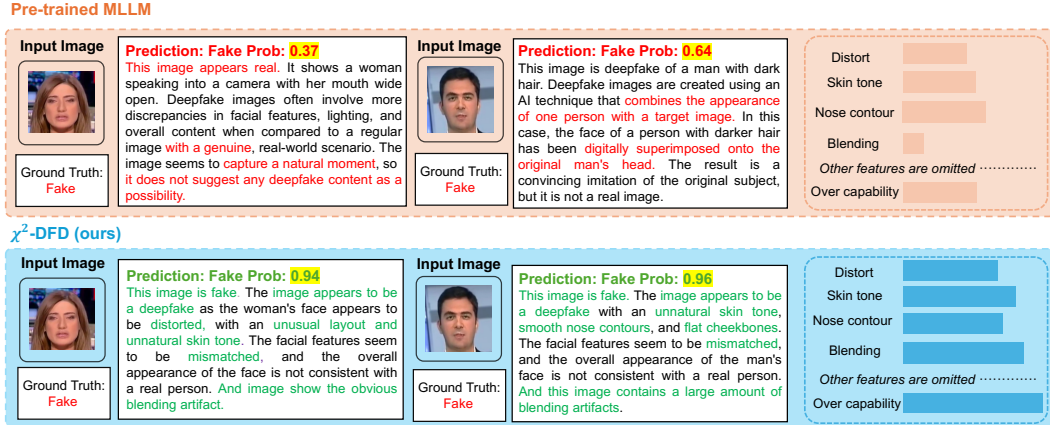 Pre-trained MLLM
Input Image
Ground Truth:
Fake
Prediction: Fake Prob: 0.37
This image appears real. It shows a woman
speaking into a camera with her mouth wide
open. Deepfake images often involve more
discrepancies in facial features, lighting, and
overall content when compared to a regular
image with a genuine, real-world scenario. The
image seems to capture a natural moment, so
it does not suggest any deepfake content as a
possibility.
Input Image
Ground Truth:
Fake
Prediction: Fake Prob: 0.64
This image is deepfake of a man with dark
hair. Deepfake images are created using an
AI technique that combines the appearance
of one person with a target image. In this
case, the face of a person with darker hair
has been digitally superimposed onto the
original man's head. The result is a
convincing imitation of the original subject,
but it is not a real image.
Distort
Skin tone
Nose contour
Blending
Other features are omitted ·············
Over capability
χ²-DFD (ours)
Input Image
Ground Truth:
Fake
Prediction: Fake Prob: 0.94
This image is fake. The image appears to be
a deepfake as the woman's face appears to
be distorted, with an unusual layout and
unnatural skin tone. The facial features seem
to be mismatched, and the overall
appearance of the face is not consistent with
a real person. And image show the obvious
blending artifact.
Input Image
Ground Truth:
Fake
Prediction: Fake Prob: 0.96
This image is fake. The image appears to be
a deepfake with an unnatural skin tone,
smooth nose contours, and flat cheekbones.
The facial features seem to be mismatched,
and the overall appearance of the man's
face is not consistent with a real person.
And this image contains a large amount of
blending artifacts.
Distort
Skin tone
Nose contour
Blending
Other features are omitted ·············
Over capability